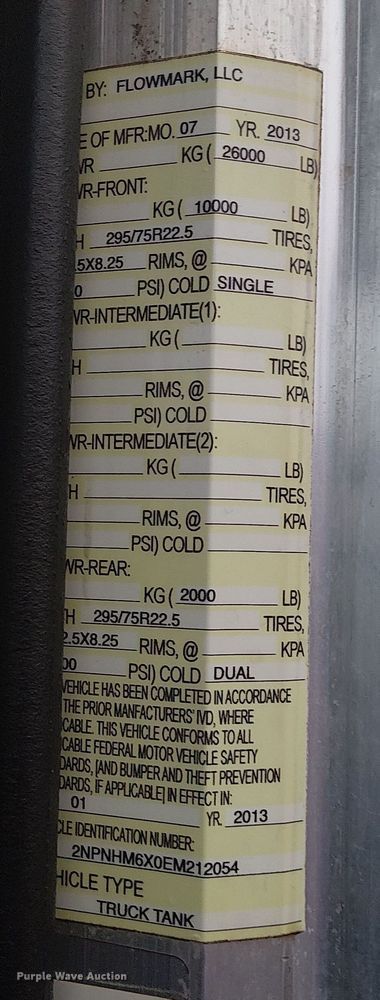 BY: FLOWMARK, LLC
E OF MFR:MO. 07 YR. 2013
VR KG ( 26000 LB)
VR-FRONT:
KG ( 10000 LB)
H 295/75R22.5 TIRES,
.5X8.25 RIMS, @ KPA
0 PSI) COLD SINGLE
WR-INTERMEDIATE(1):
KG ( LB)
H TIRES,
RIMS, @ KPA
PSI) COLD
WR-INTERMEDIATE(2):
KG ( LB)
H TIRES,
RIMS, @ KPA
PSI) COLD
WR-REAR:
KG ( 2000 LB)
H 295/75R22.5 TIRES,
2.5X8.25 RIMS, @ KPA
00 PSI) COLD DUAL
VEHICLE HAS BEEN COMPLETED IN ACCORDANCE
THE PRIOR MANFACTURERS' IVD, WHERE
CABLE. THIS VEHICLE CONFORMS TO ALL
CABLE FEDERAL MOTOR VEHICLE SAFETY
DARDS, [AND BUMPER AND THEFT PREVENTION
DARDS, IF APPLICABLE] IN EFFECT IN:
01 YR. 2013
CLE IDENTIFICATION NUMBER:
2NPNHM6X0EM212054
HICLE TYPE
TRUCK TANK
Purple Wave Auction